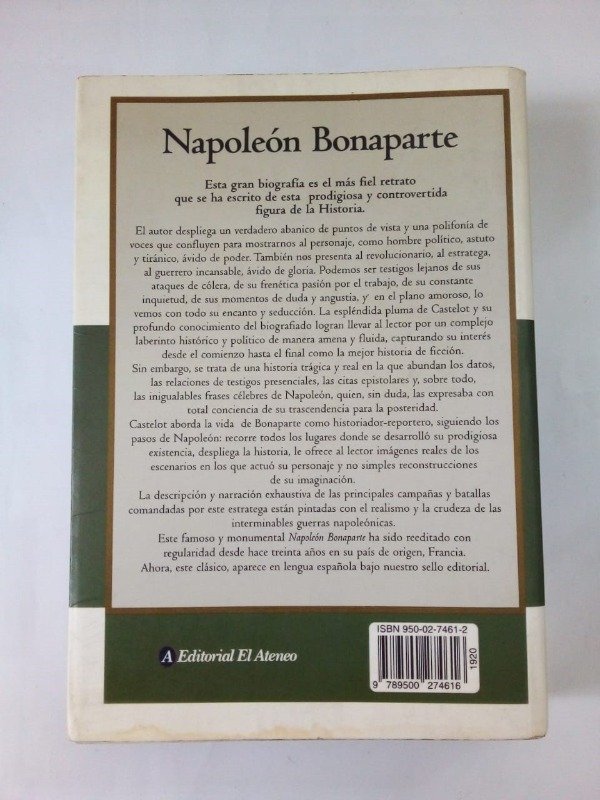 Napoleón Bonaparte
Esta gran biografía es el más fiel retrato
que se ha escrito de esta prodigiosa y controvertida
figura de la Historia.
El autor despliega un verdadero abanico de puntos de vista y una polifonía de
voces que confluyen para mostrarnos al personaje, como hombre político, astuto
y tiránico, ávido de poder. También nos presenta al revolucionario, al estratega,
al guerrero incansable, ávido de gloria. Podemos ser testigos lejanos de sus
ataques de cólera, de su frenética pasión por el trabajo, de su constante
inquietud, de sus momentos de duda y angustia, y en el plano amoroso, lo
vemos con todo su encanto y seducción. La espléndida pluma de Castelot y su
profundo conocimiento del biografiado logran llevar al lector por un complejo
laberinto histórico y político de manera amena y fluida, capturando su interés
desde el comienzo hasta el final como la mejor historia de ficción.
Sin embargo, se trata de una historia trágica y real en la que abundan los datos,
las relaciones de testigos presenciales, las citas epistolares y, sobre todo,
las inigualables frases célebres de Napoleón, quien, sin duda, las expresaba con
total conciencia de su trascendencia para la posteridad.
Castelot aborda la vida de Bonaparte como historiador-reportero, siguiendo los
pasos de Napoleón: recorre todos los lugares donde se desarrolló su prodigiosa
existencia, despliega la historia, le ofrece al lector imágenes reales de los
escenarios en los que actuó su personaje y no simples reconstrucciones
de su imaginación.
La descripción y narración exhaustiva de las principales campañas y batallas
comandadas por este estratega están pintadas con el realismo y la crudeza de las
interminables guerras napoleónicas.
Este famoso y monumental Napoleón Bonaparte ha sido reeditado con
regularidad desde hace treinta años en su país de origen, Francia.
Ahora, este clásico, aparece en lengua española bajo nuestro sello editorial.
A Editorial El Ateneo
ISBN 950-02-7461-2
9 789500 274616
1920